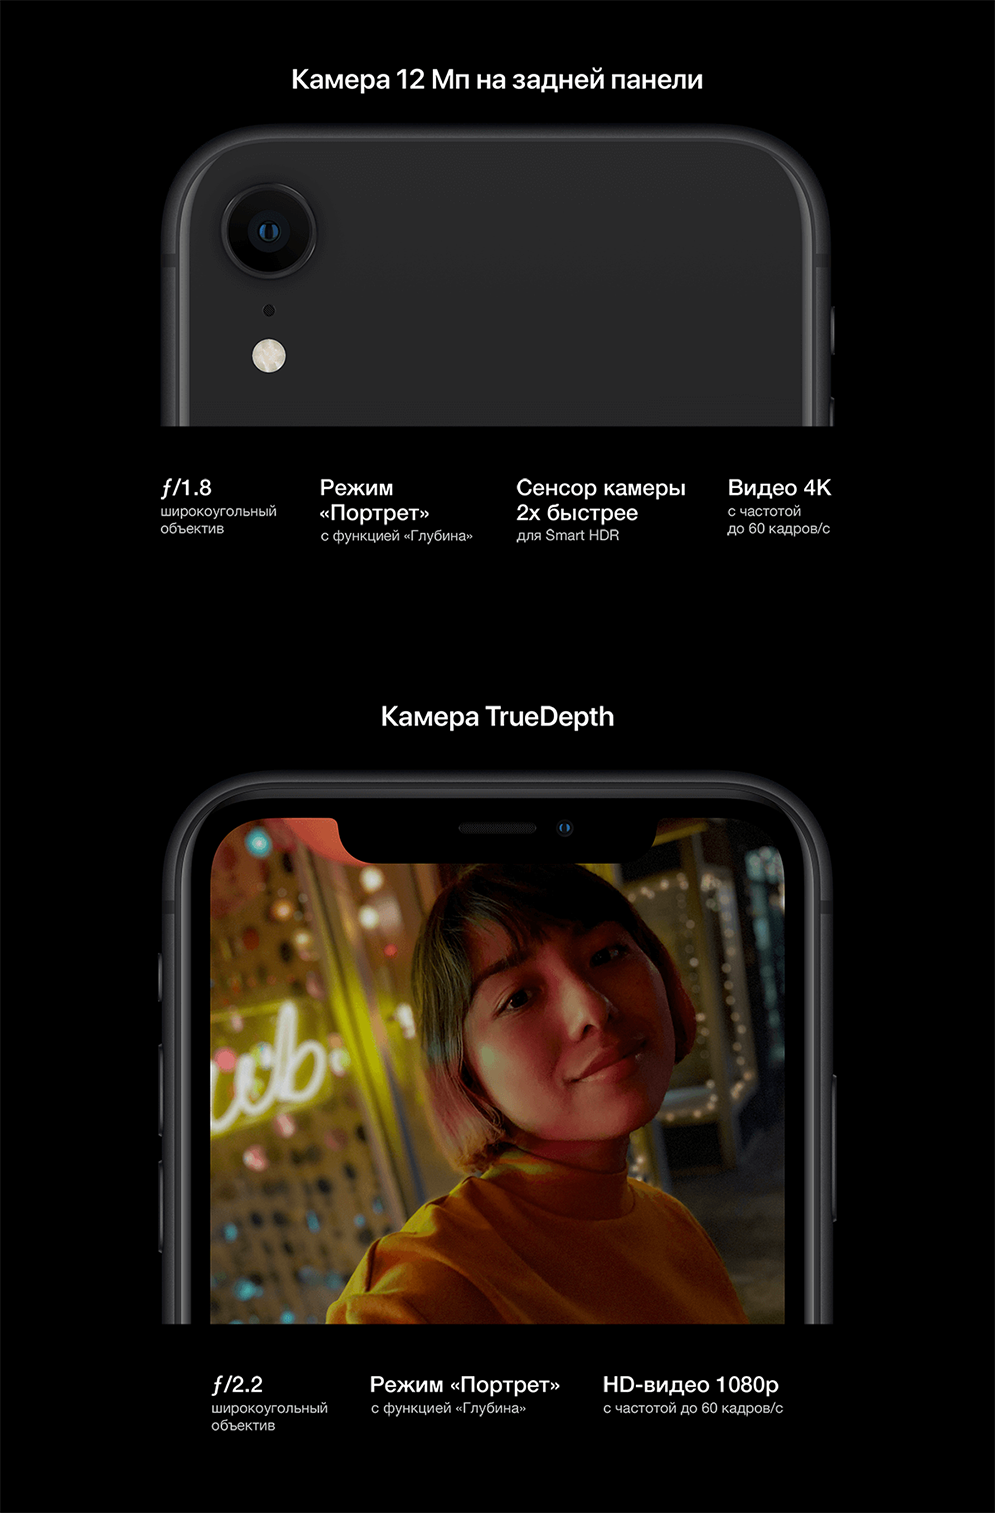 Камера 12 Мп на задней панели
ƒ/1.8
широкоугольный
объектив
Режим
«Портрет»
с функцией «Глубина»
Сенсор камеры
2x быстрее
для Smart HDR
Видео 4K
с частотой
до 60 кадров/с
Камера TrueDepth
ub
ƒ/2.2
широкоугольный
объектив
Режим «Портрет»
с функцией «Глубина»
HD-видео 1080p
с частотой до 60 кадров/с